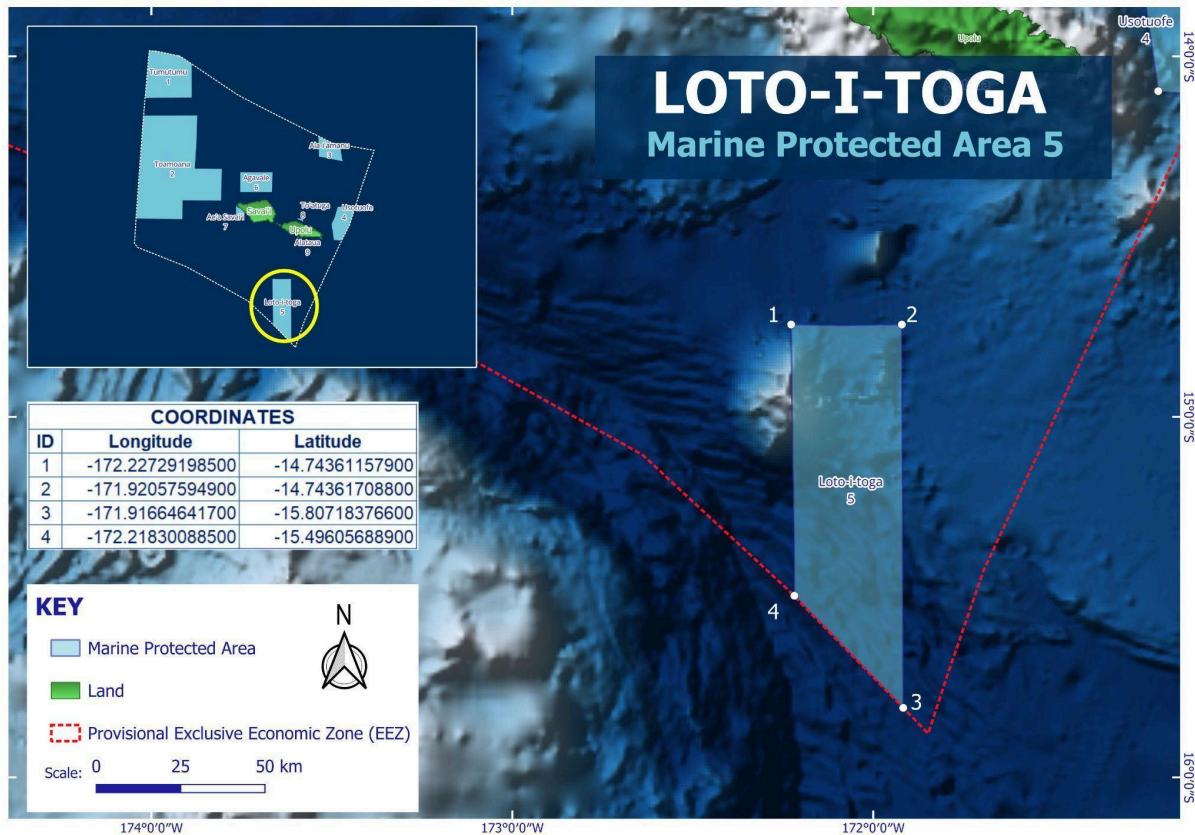 Upolu
Usotuofe
4
14°0'0"S
LOTO-I-TOGA
Marine Protected Area 5
Tumutumu
1
Toamoana
2
Ala-i-amanu
3
Agavale
6
Savai'i
7
Savai'i
Te'atuga
8
Usotuofe
4
Upolu
Alataua
9
Loto-i-toga
5
1
2
15°0'0"S
COORDINATES
ID Longitude Latitude
1 -172.22729198500 -14.74361157900
2 -171.92057594900 -14.74361708800
3 -171.91664641700 -15.80718376600
4 -172.21830088500 -15.49605688900
Loto-i-toga
5
4
3
KEY
N
Marine Protected Area
Land
Provisional Exclusive Economic Zone (EEZ)
Scale: 0 25 50 km
16°0'0"S
174°0'0"W
173°0'0"W
172°0'0"W